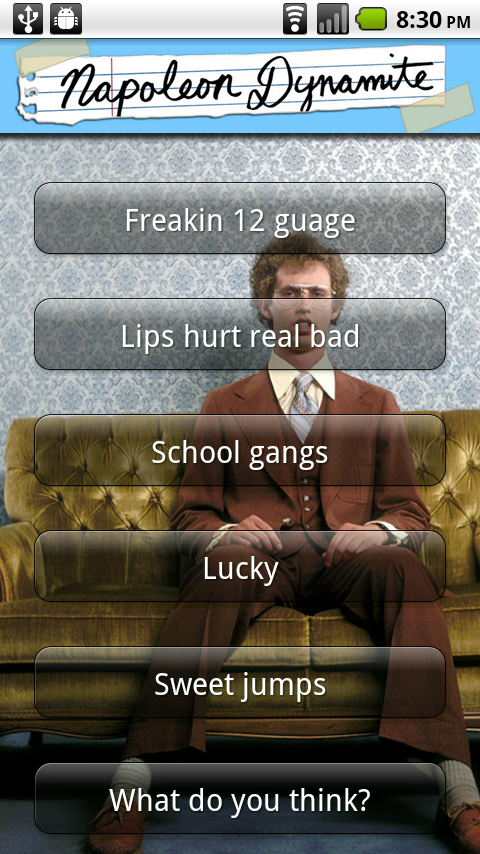 8:30 PM
Napoleon Dynamite
Freakin 12 guage
Lips hurt real bad
School gangs
Lucky
Sweet jumps
What do you think?